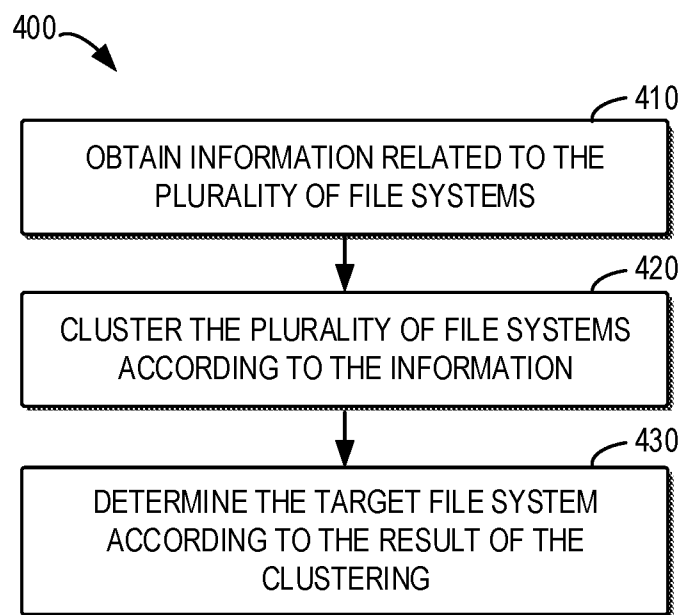 400
410
OBTAIN INFORMATION RELATED TO THE
PLURALITY OF FILE SYSTEMS
420
CLUSTER THE PLURALITY OF FILE SYSTEMS
ACCORDING TO THE INFORMATION
430
DETERMINE THE TARGET FILE SYSTEM
ACCORDING TO THE RESULT OF THE
CLUSTERING